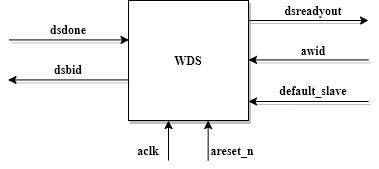 dsreadyout
dsdone
awid
WDS
dsbid
default_slave
aclk
areset_n